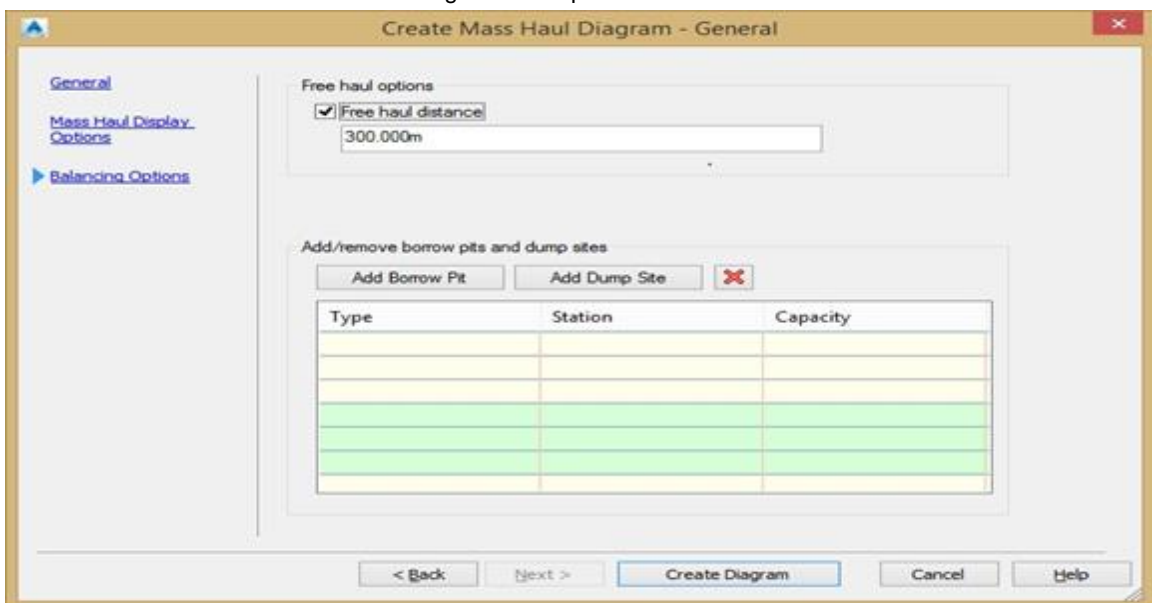 Create Mass Haul Diagram - General
General
Mass Haul Display
Options
Balancing Options
Free haul options
Free haul distance
300.000m
Add/remove borrow pits and dump sites
Add Borrow Pit
Add Dump Site
Type Station Capacity
< Back
Next >
Create Diagram
Cancel
Help